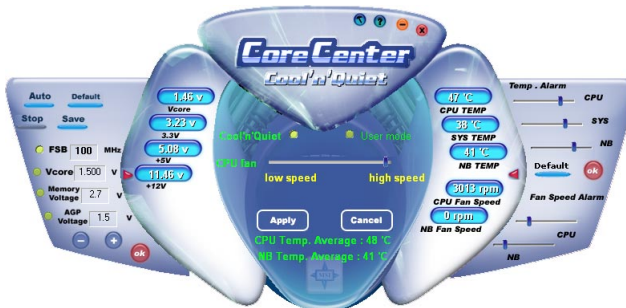 CoreCenter
Cool'n'Quiet
Auto Default
Stop Save
FSB 100 MHz
Vcore 1.500 v
Memory Voltage 2.7 v
AGP Voltage 1.5 v
ok
1.46 v
Vcore
3.23 v
3.3V
5.08 v
+5V
11.46 v
+12V
Cool'n'Quiet User mode
CPU fan
low speed high speed
Apply Cancel
CPU Temp. Average : 48 'C
NB Temp. Average : 41 'C
47 'C
CPU TEMP
38 'C
SYS TEMP
41 'C
NB TEMP
3013 rpm
CPU Fan Speed
0 rpm
NB Fan Speed
Temp . Alarm
CPU
SYS
NB
Default
ok
Fan Speed Alarm
CPU
NB